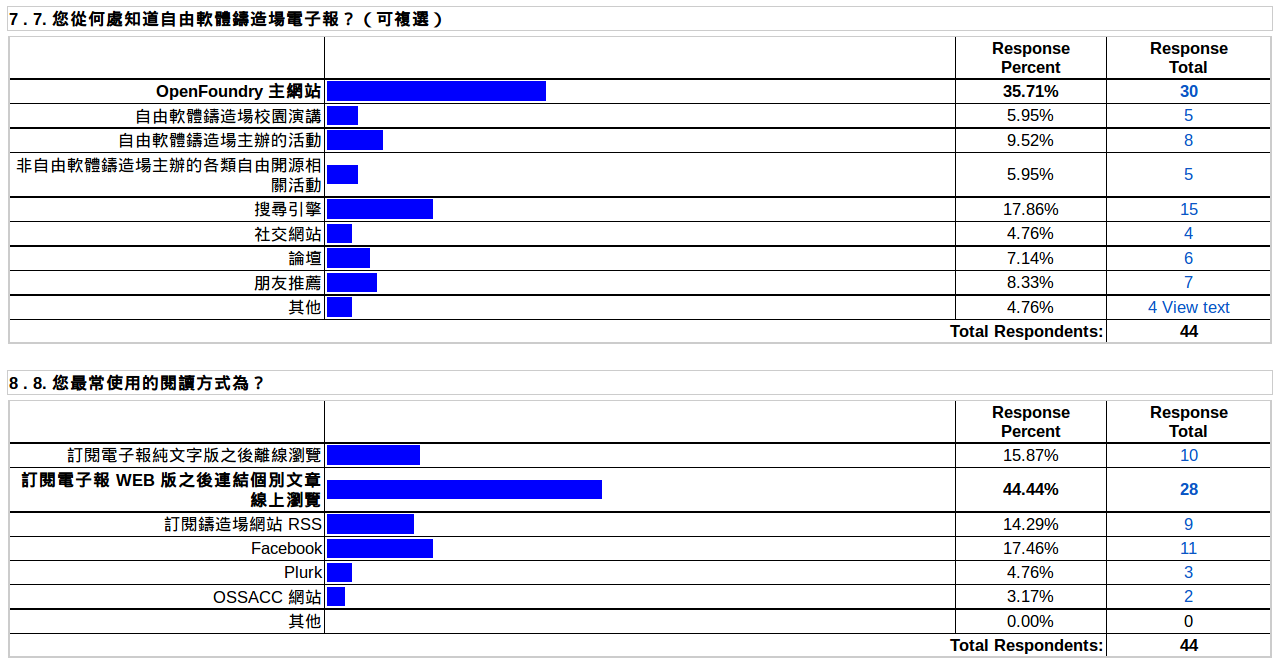 7 . 7. 您從何處知道自由軟體鑄造場電子報？（可複選）
Response Percent Response Total
OpenFoundry 主網站 35.71% 30
自由軟體鑄造場校園演講 5.95% 5
自由軟體鑄造場主辦的活動 9.52% 8
非自由軟體鑄造場主辦的各類自由開源相
關活動 5.95% 5
搜尋引擎 17.86% 15
社交網站 4.76% 4
論壇 7.14% 6
朋友推薦 8.33% 7
其他 4.76% 4 View text
Total Respondents: 44
8 . 8. 您最常使用的閱讀方式為？
Response Percent Response Total
訂閱電子報純文字版之後離線瀏覽 15.87% 10
訂閱電子報 WEB 版之後連結個別文章
線上瀏覽 44.44% 28
訂閱鑄造場網站 RSS 14.29% 9
Facebook 17.46% 11
Plurk 4.76% 3
OSSACC 網站 3.17% 2
其他 0.00% 0
Total Respondents: 44